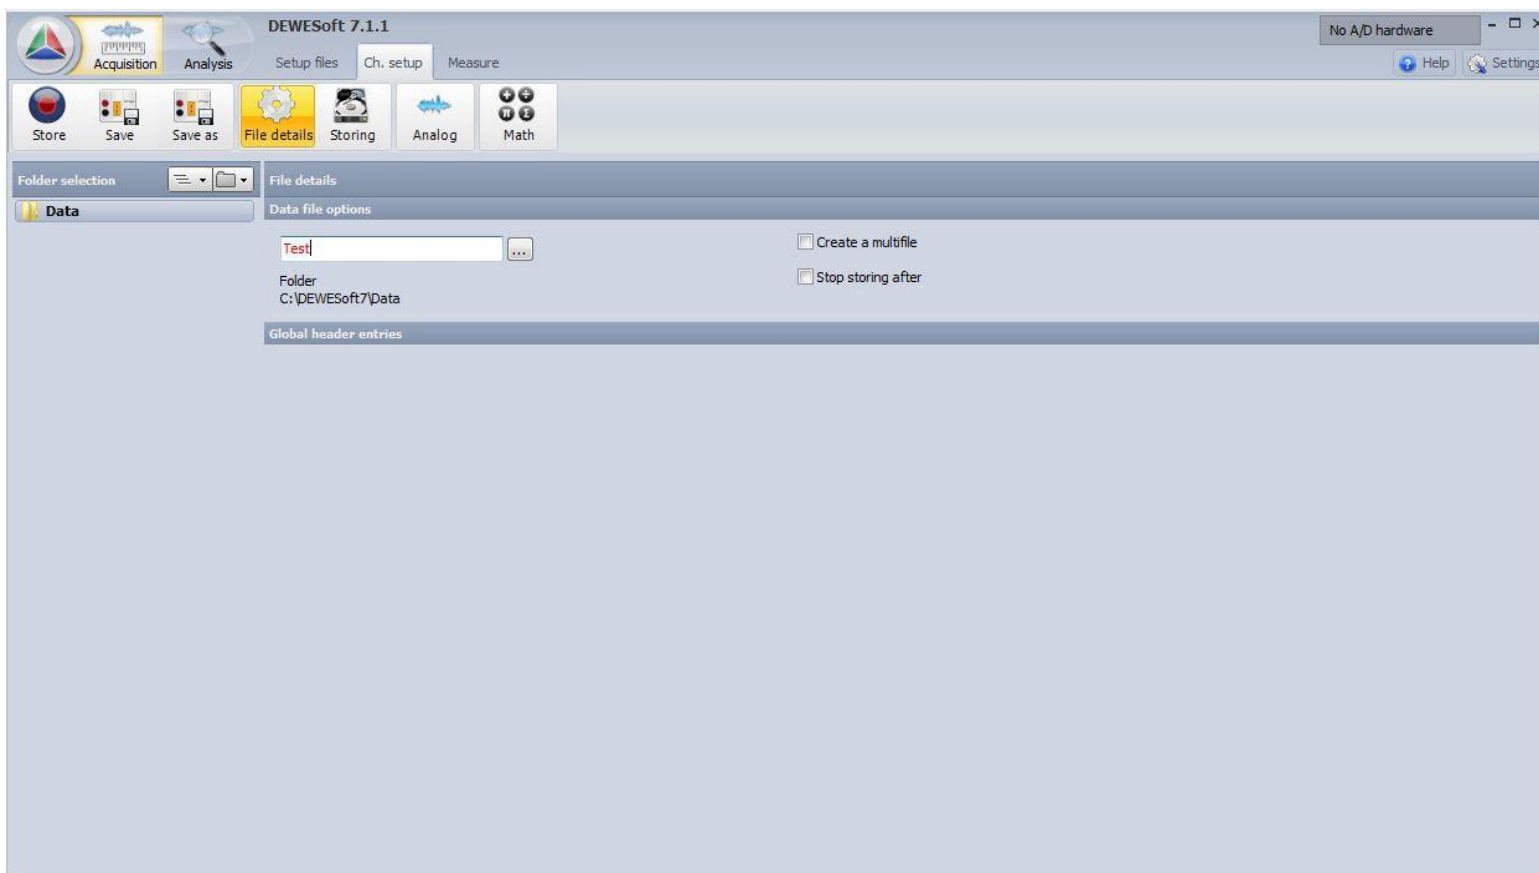 DEWESoft 7.1.1
No A/D hardware
Acquisition
Analysis
Setup files
Ch. setup
Measure
Help
Settings
Store
Save
Save as
File details
Storing
Analog
Math
Folder selection
File details
Data
Data file options
Test
...
Create a multifile
Folder
Stop storing after
C:\DEWESoft7\Data
Global header entries